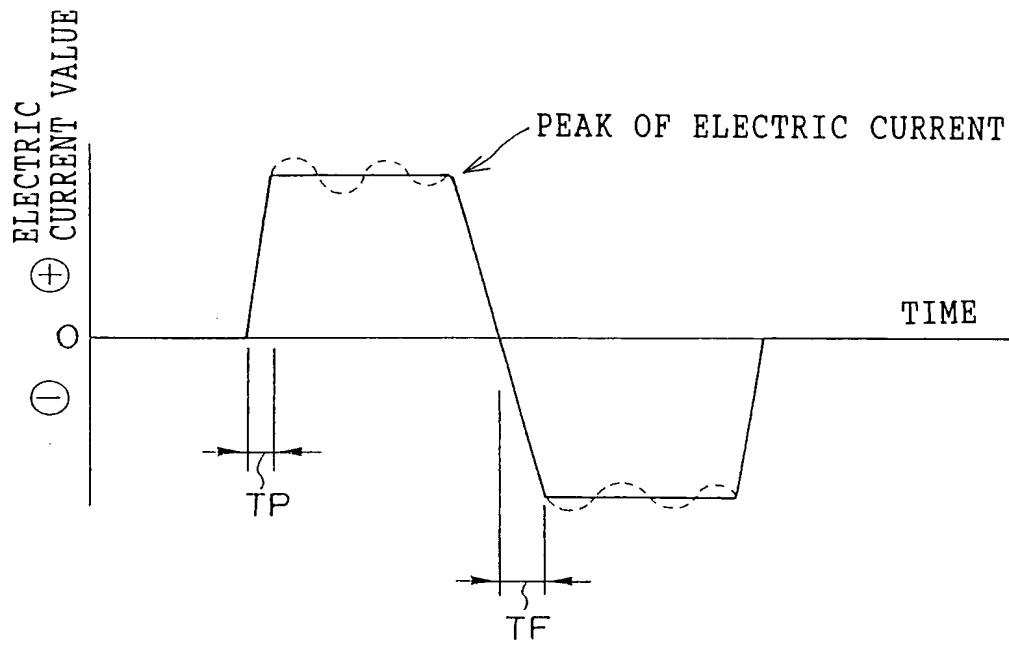 ELECTRIC
CURRENT VALUE
PEAK OF ELECTRIC CURRENT
+
O
−
TIME
TP
TF